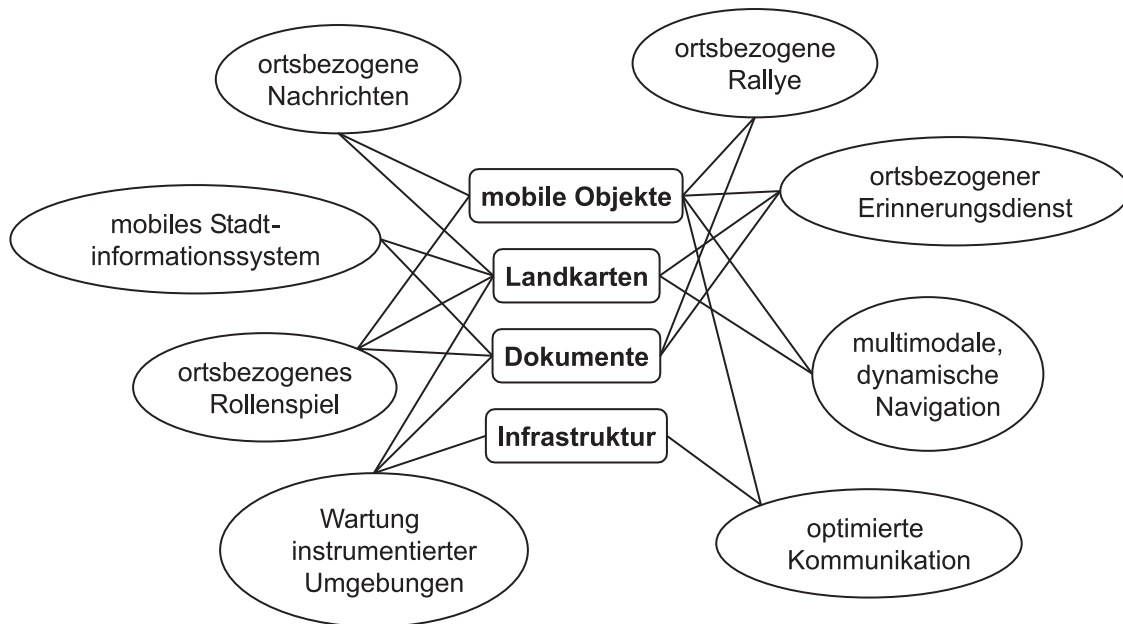 ortsbezogene
Nachrichten
ortsbezogene
Rallye
mobile Objekte
ortsbezogener
Erinnerungsdienst
mobiles Stadt-
informationssystem
Landkarten
Dokumente
multimodale,
dynamische
Navigation
ortsbezogenes
Rollenspiel
Infrastruktur
Wartung
instrumentierter
Umgebungen
optimierte
Kommunikation